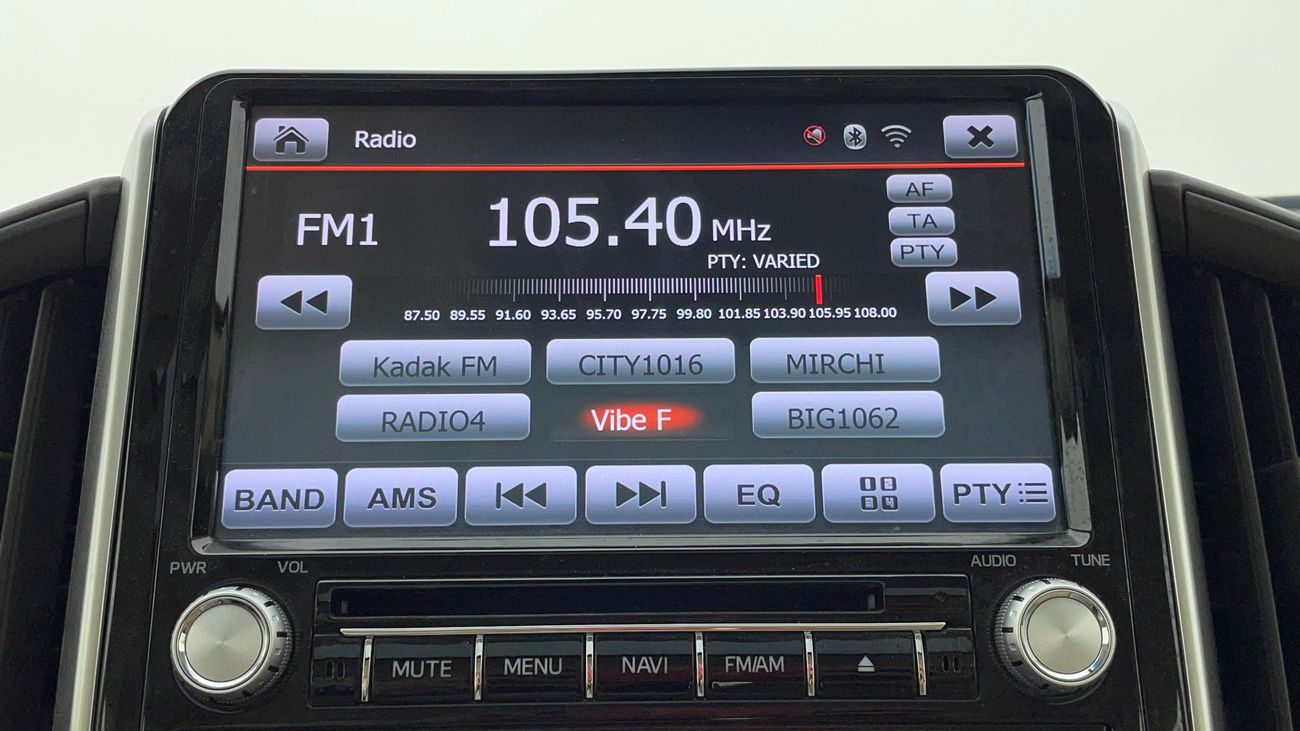 Radio
FM1 105.40 MHz
AF
TA
PTY
PTY: VARIED
87.50 89.55 91.60 93.65 95.70 97.75 99.80 101.85 103.90 105.95 108.00
Kadak FM CITY1016 MIRCHI
RADIO4 Vibe F BIG1062
BAND AMS EQ PTY
PWR VOL AUDIO TUNE
MUTE MENU NAVI FM/AM